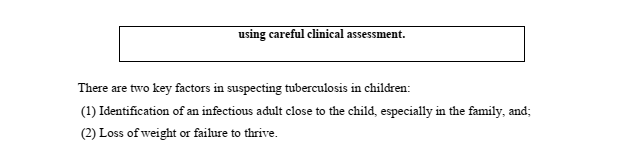 using careful clinical assessment.
There are two key factors in suspecting tuberculosis in children:
(1) Identification of an infectious adult close to the child, especially in the family, and;
(2) Loss of weight or failure to thrive.